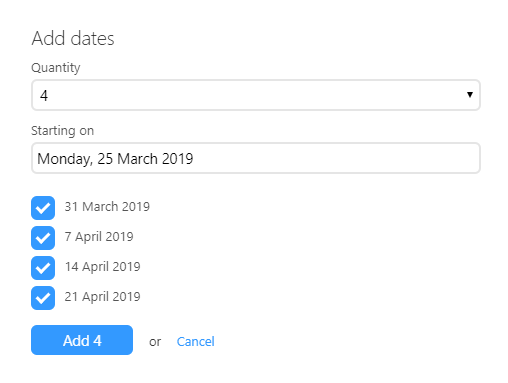 Add dates
Quantity
4
Starting on
Monday, 25 March 2019
31 March 2019
7 April 2019
14 April 2019
21 April 2019
Add 4 or Cancel